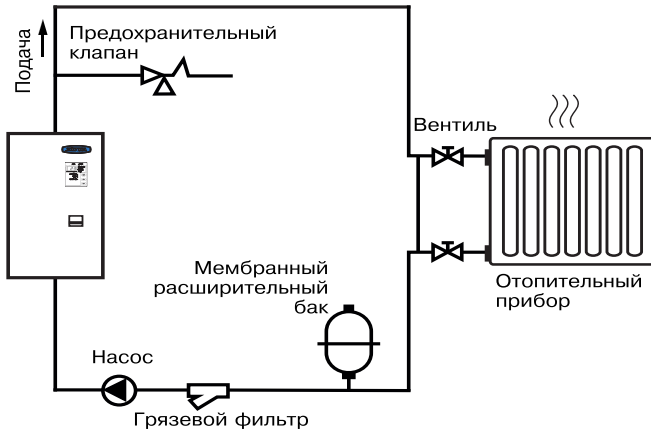 Подача
Предохранительный
клапан
Вентиль
Мембранный
расширительный
бак
Отопительный
прибор
Насос
Грязевой фильтр